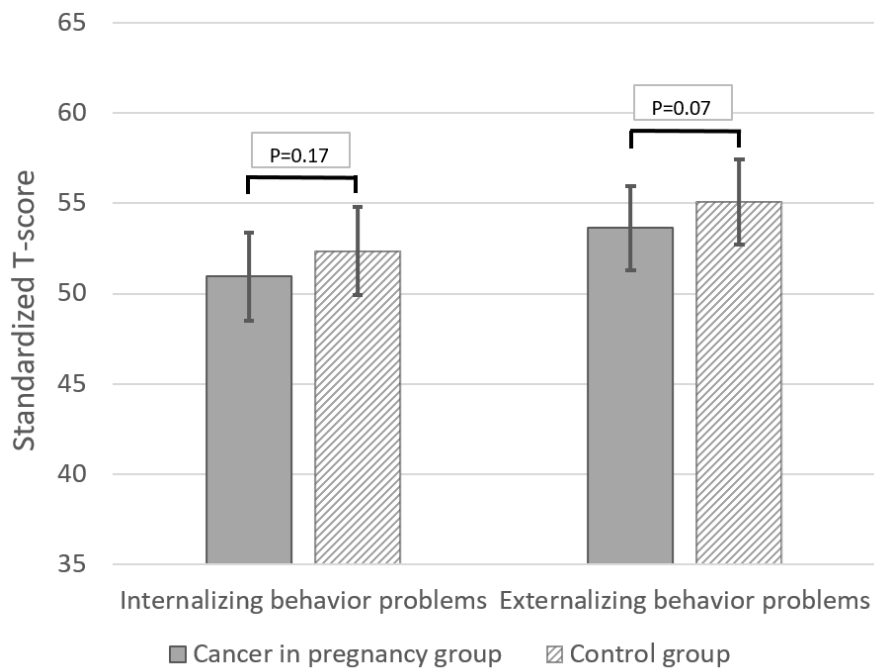 65
60
55
50
45
40
35
Standardized T-score
P=0.17
P=0.07
Internalizing behavior problems
Externalizing behavior problems
Cancer in pregnancy group
Control group